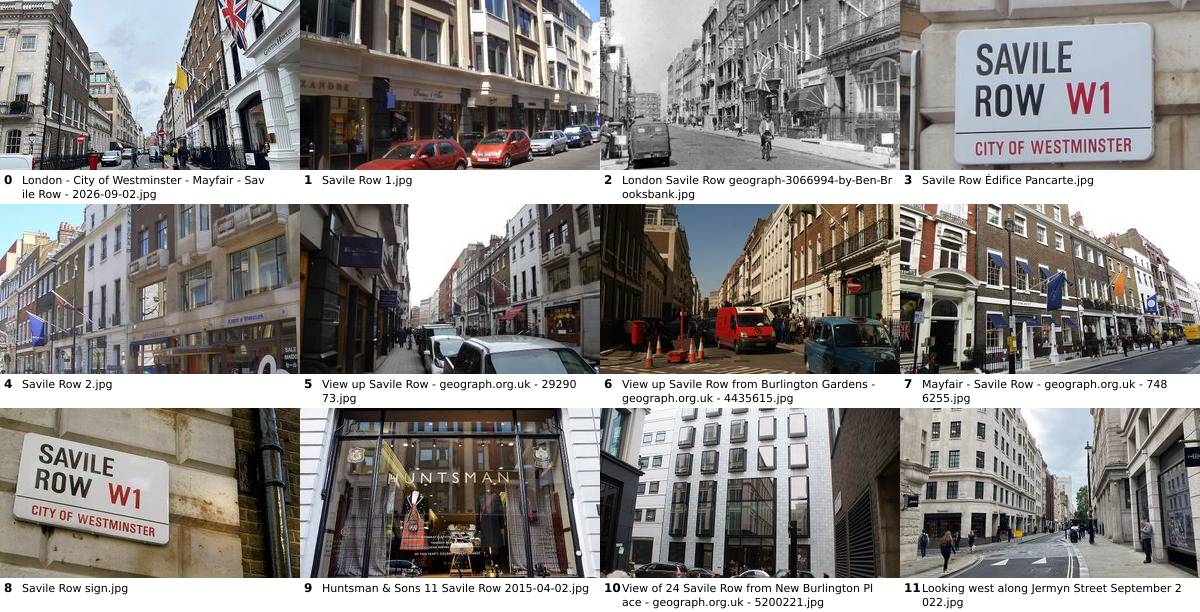 SAVILE
ROW W1
CITY OF WESTMINSTER
0 London - City of Westminster - Mayfair - Sav
ile Row - 2026-09-02.jpg
1 Savile Row 1.jpg
2 London Savile Row geograph-3066994-by-Ben-Br
ooksbank.jpg
3 Savile Row Édifice Pancarte.jpg
SALE
4 Savile Row 2.jpg
5 View up Savile Row - geograph.org.uk - 29290
73.jpg
6 View up Savile Row from Burlington Gardens -
geograph.org.uk - 4435615.jpg
7 Mayfair - Savile Row - geograph.org.uk - 748
6255.jpg
SAVILE
ROW W1
CITY OF WESTMINSTER
HUNTSMAN
8 Savile Row sign.jpg
9 Huntsman & Sons 11 Savile Row 2015-04-02.jpg
10 View of 24 Savile Row from New Burlington Pl
ace - geograph.org.uk - 5200221.jpg
11 Looking west along Jermyn Street September 2
022.jpg